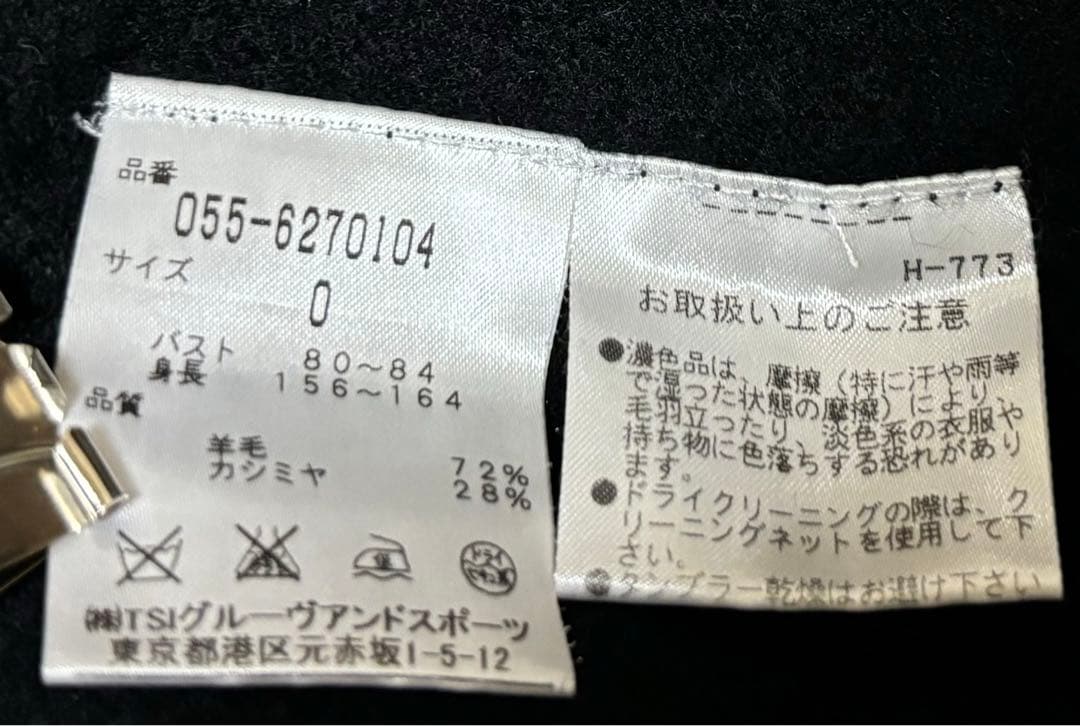 品番
055-6270104
サイズ
0
バスト 80～84
身長 156～164
品質
羊毛 72%
カシミヤ 28%
ドライ
㈱TSIグルーヴアンドスポーツ
東京都港区元赤坂1-5-12
H-773
お取扱い上のご注意
●濃色品は、摩擦（特に汗や雨等
で湿った状態の摩擦）により、
毛羽立ったり、淡色系の衣服や
持ち物に色落ちする恐れがあり
ます。
●ドライクリーニングの際は、ク
リーニングネットを使用して下
さい。
●タンブラー乾燥はお避け下さい